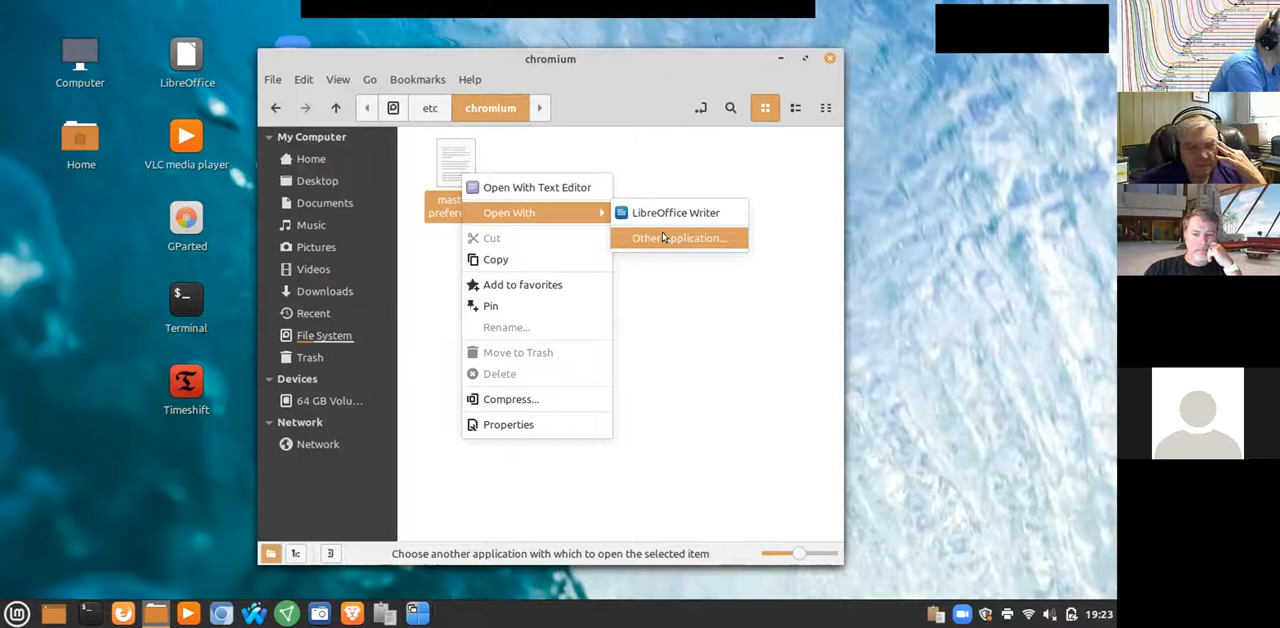 Computer
LibreOffice
Home
VLC media player
GParted
Terminal
Timeshift
chromium
File Edit View Go Bookmarks Help
etc chromium
My Computer
Home
Desktop
Documents
Music
Pictures
Videos
Downloads
Recent
File System
Trash
Devices
64 GB Volu...
Network
Network
mast
prefere
Open With Text Editor
Open With
Cut
Copy
Add to favorites
Pin
Rename...
Move to Trash
Delete
Compress...
Properties
LibreOffice Writer
Other Application...
Choose another application with which to open the selected item
19:23